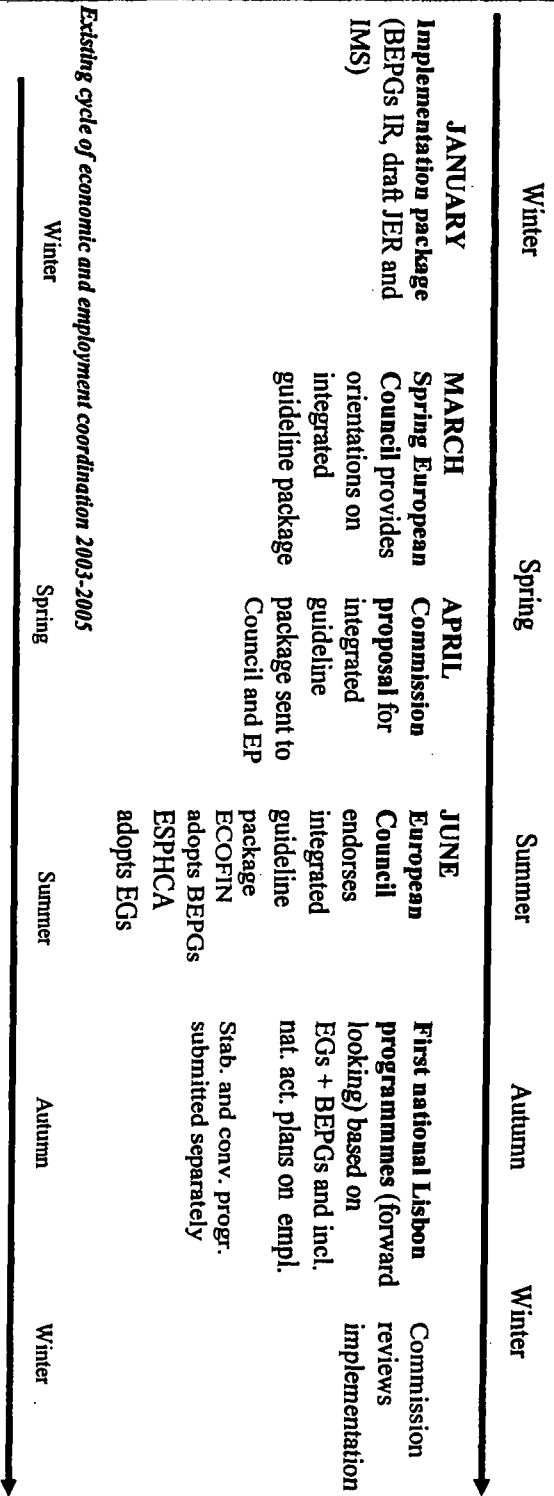 Winter
Spring
Summer
Autumn
Winter
JANUARY
Implementation package
(BEPGs IR, draft JER and
IMS)
MARCH
Spring European
Council provides
orientations on
integrated
guideline package
APRIL
Commission
proposal for
integrated
guideline
package sent to
Council and EP
JUNE
European
Council
endorses
integrated
guideline
package
ECOFIN
adopts BEPGs
ESPHCA
adopts EGs
First national Lisbon
programmes (forward
looking) based on
EGs + BEPGs and incl.
nat. act. plans on empl.
Stab. and conv. progr.
submitted separately
Commission
reviews
implementation
Existing cycle of economic and employment coordination 2003-2005
Winter
Spring
Summer
Autumn
Winter